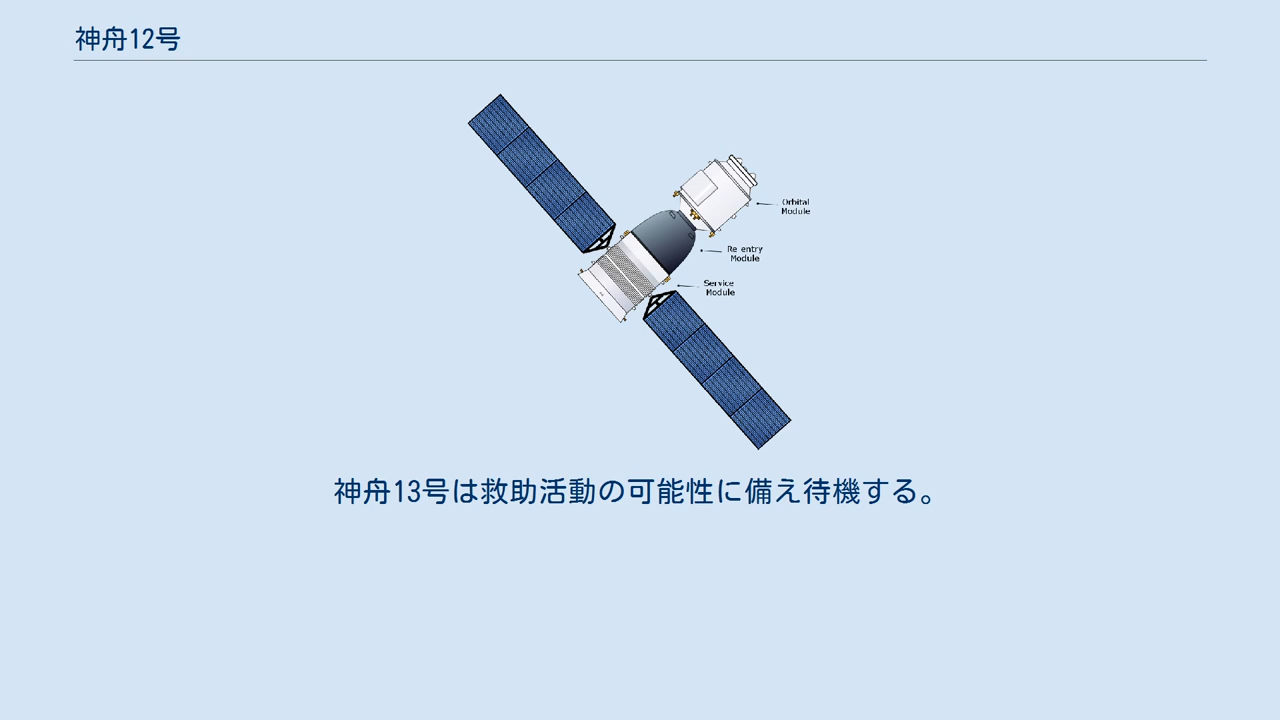 神舟12号
Orbital
Module
Re entry
Module
Service
Module
神舟13号は救助活動の可能性に備え待機する。